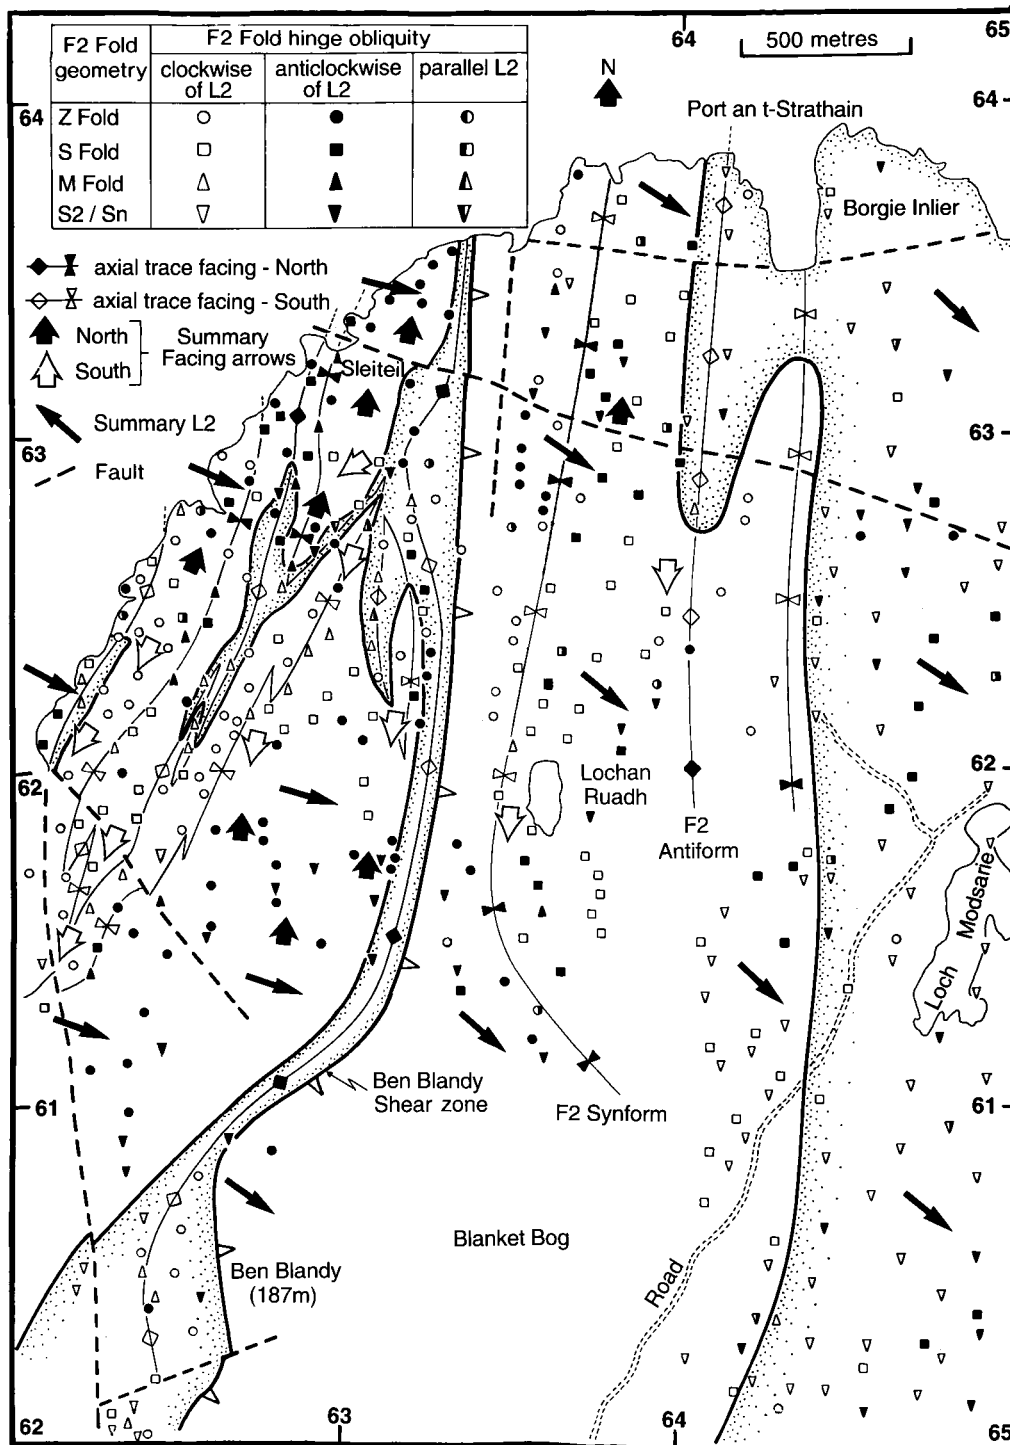 F2 Fold geometry
F2 Fold hinge obliquity
clockwise of L2
anticlockwise of L2
parallel L2
Z Fold
S Fold
M Fold
S2 / Sn
axial trace facing - North
axial trace facing - South
North
South
Summary Facing arrows
Summary L2
Fault
64
65
500 metres
N
64
64
Port an t-Strathain
Borgie Inlier
Sleiteil
63
63
62
62
Lochan Ruadh
F2 Antiform
Loch Modsarie
Ben Blandy Shear zone
F2 Synform
61
61
Blanket Bog
Ben Blandy (187m)
Road
62
63
64
65